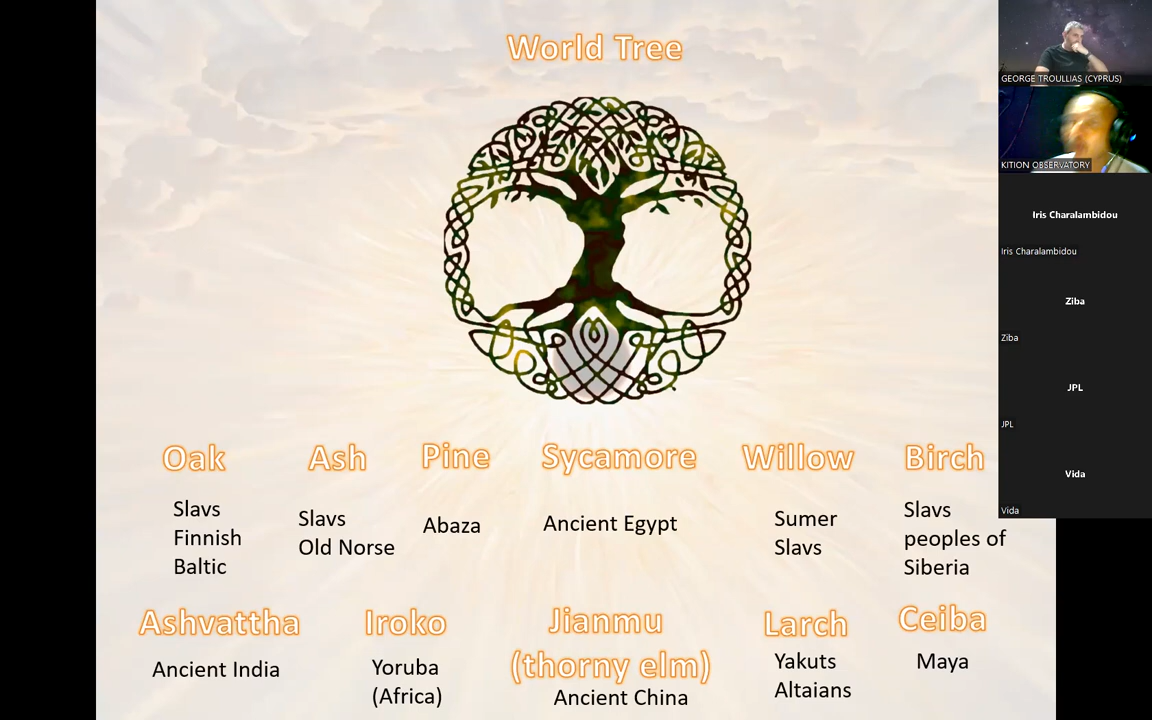 World Tree
Oak
Slavs
Finnish
Baltic
Ash
Slavs
Old Norse
Pine
Abaza
Sycamore
Ancient Egypt
Willow
Sumer
Slavs
Birch
Slavs
peoples of
Siberia
Ashvattha
Ancient India
Iroko
Yoruba
(Africa)
Jianmu
(thorny elm)
Ancient China
Larch
Yakuts
Altaians
Ceiba
Maya
GEORGE TROULLIAS (CYPRUS)
KITION OBSERVATORY
Iris Charalambidou
Iris Charalambidou
Ziba
Ziba
JPL
JPL
Vida
Vida